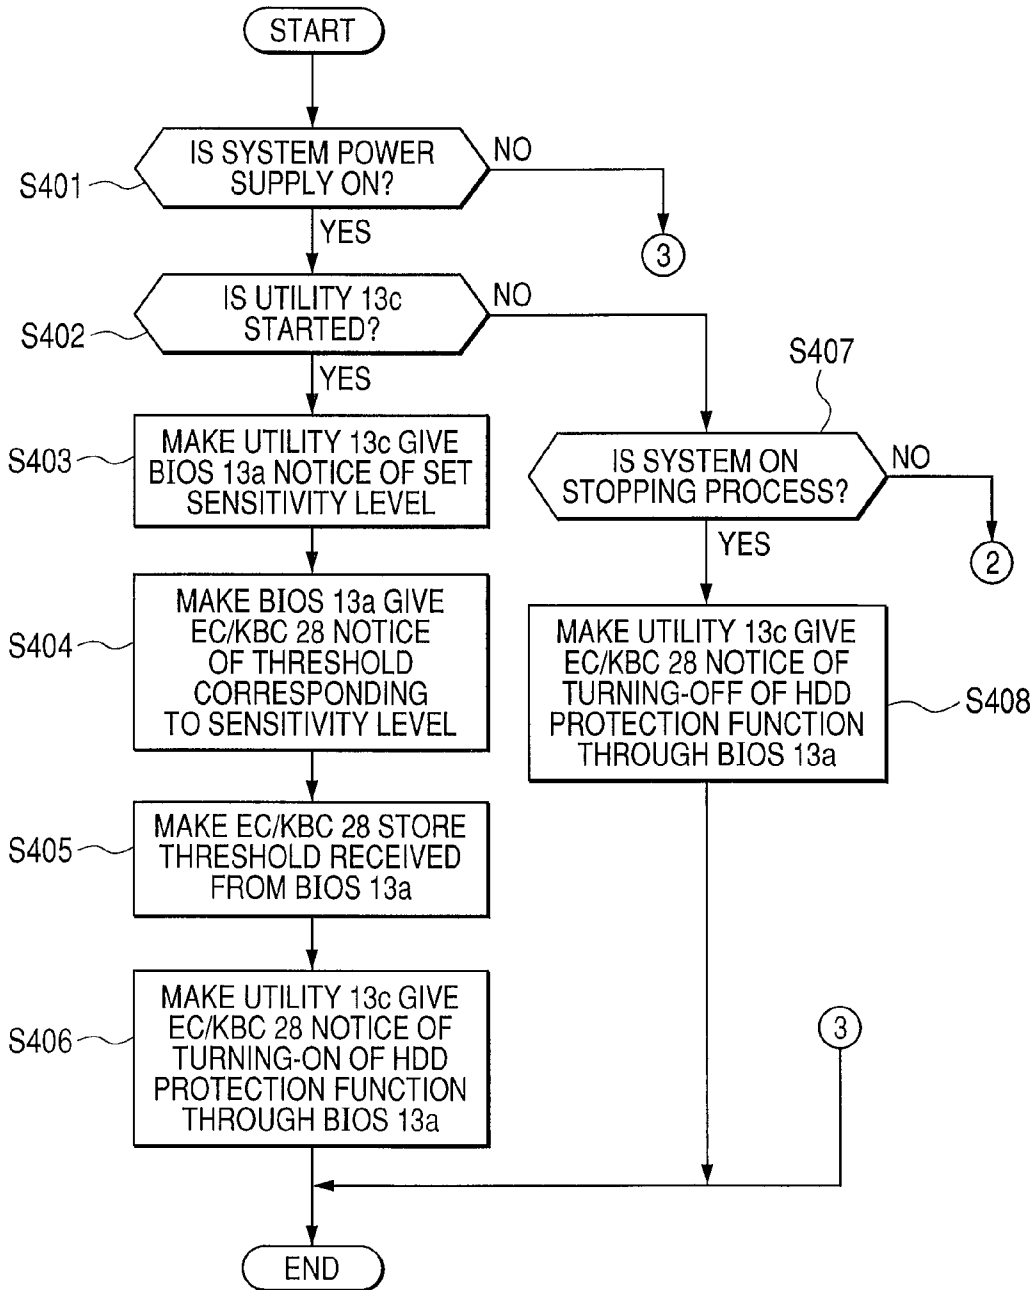 START
IS SYSTEM POWER
SUPPLY ON?
NO
S401
YES
3
IS UTILITY 13c
STARTED?
NO
S402
YES
S407
MAKE UTILITY 13c GIVE
BIOS 13a NOTICE OF SET
SENSITIVITY LEVEL
S403
IS SYSTEM ON
STOPPING PROCESS?
NO
YES
2
MAKE BIOS 13a GIVE
EC/KBC 28 NOTICE
OF THRESHOLD
CORRESPONDING
TO SENSITIVITY LEVEL
S404
MAKE UTILITY 13c GIVE
EC/KBC 28 NOTICE OF
TURNING-OFF OF HDD
PROTECTION FUNCTION
THROUGH BIOS 13a
S408
MAKE EC/KBC 28 STORE
THRESHOLD RECEIVED
FROM BIOS 13a
S405
MAKE UTILITY 13c GIVE
EC/KBC 28 NOTICE OF
TURNING-ON OF HDD
PROTECTION FUNCTION
THROUGH BIOS 13a
S406
3
END